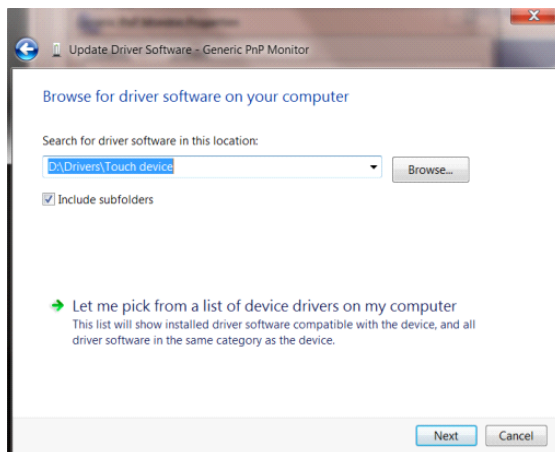 Update Driver Software - Generic PnP Monitor
Browse for driver software on your computer
Search for driver software in this location:
D:\Drivers\Touch device
Browse...
Include subfolders
Let me pick from a list of device drivers on my computer
This list will show installed driver software compatible with the device, and all
driver software in the same category as the device.
Next
Cancel